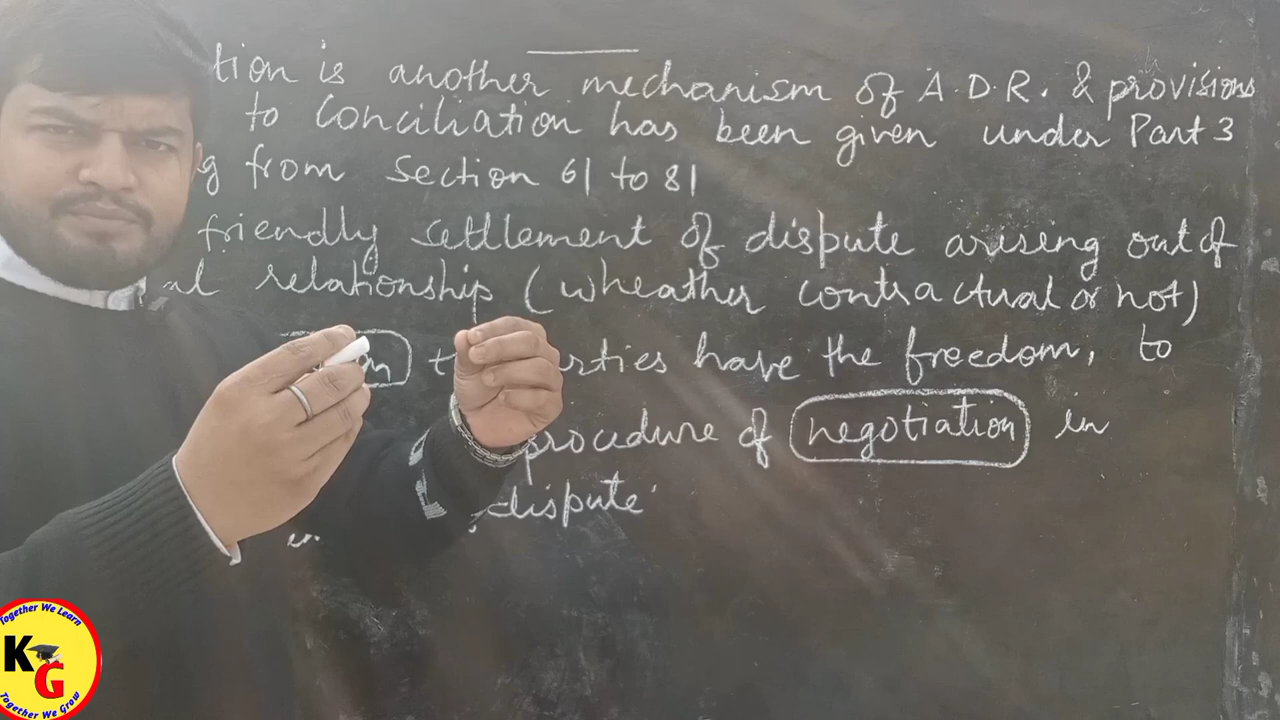 tion is another mechanism of A.D.R. & provisions
to Conciliation has been given under Part 3
g from Section 61 to 81
friendly settlement of dispute arising out of
al relationship (wheather contractual or not)
rties have the freedom, to
procedure of negotiation in
dispute
Together We Learn
KG
Together We Grow